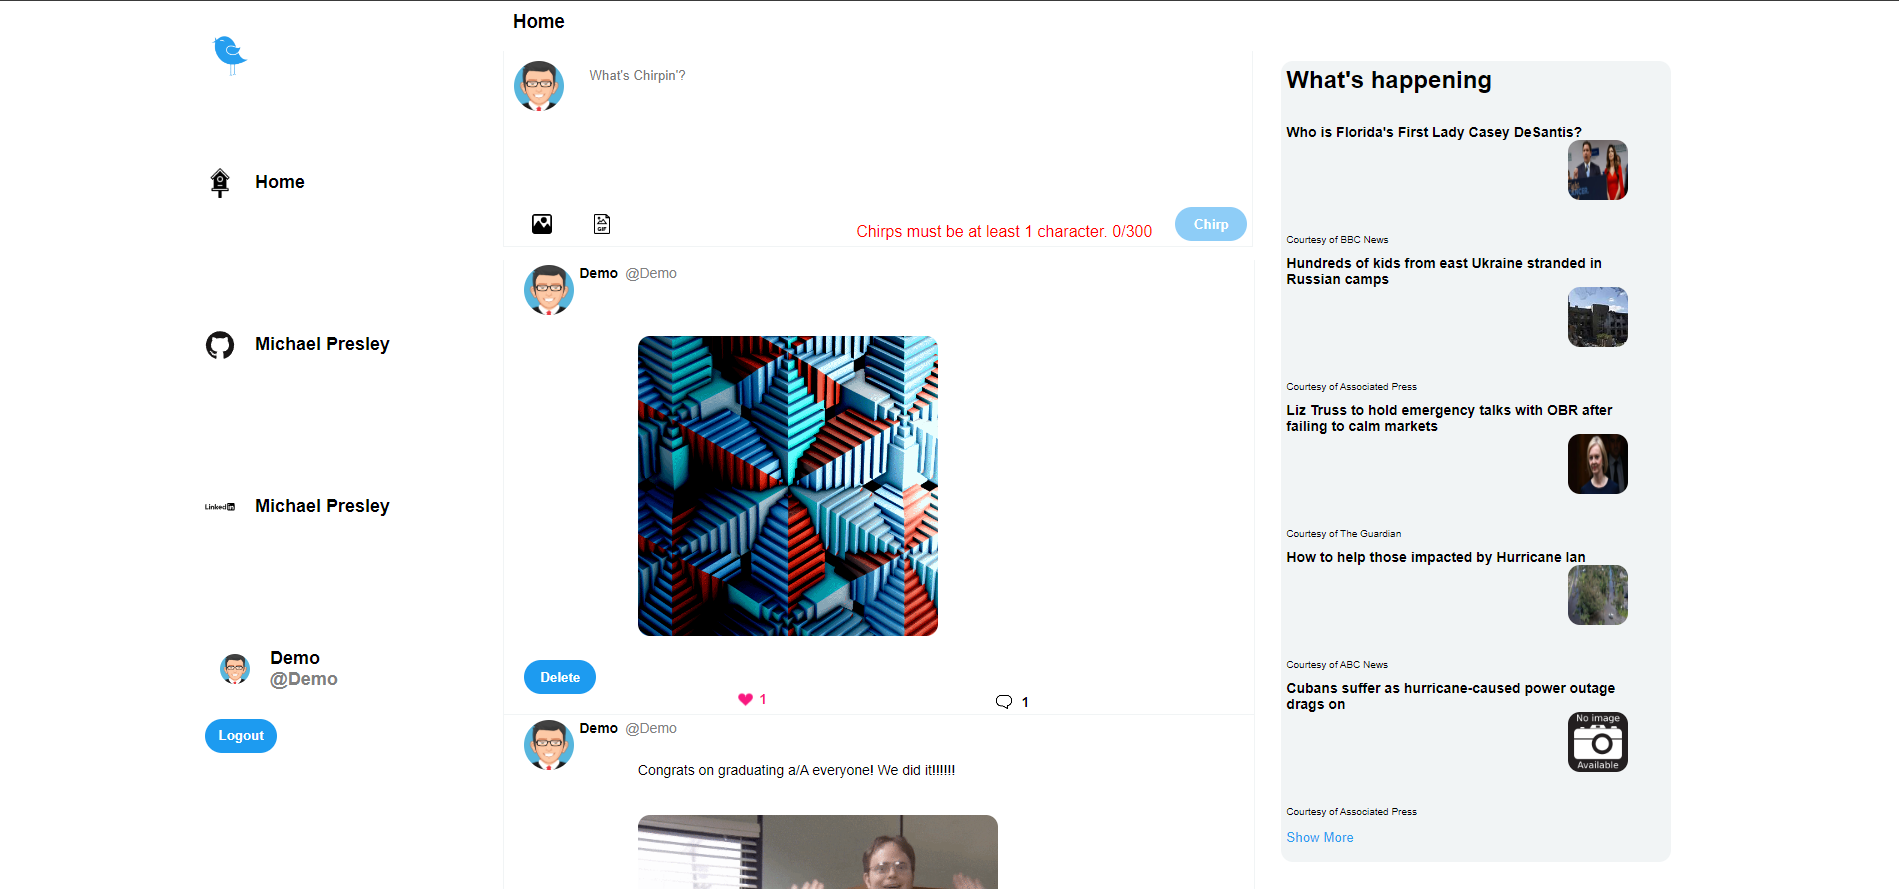 Home
What's Chirpin'?
Chirps must be at least 1 character. 0/300
Chirp
Home
Michael Presley
Linkedin
Michael Presley
Demo
@Demo
Logout
GIF
Demo @Demo
Delete
1
1
Demo @Demo
Congrats on graduating a/A everyone! We did it!!!!!!
What's happening
Who is Florida's First Lady Casey DeSantis?
Courtesy of BBC News
Hundreds of kids from east Ukraine stranded in
Russian camps
Courtesy of Associated Press
Liz Truss to hold emergency talks with OBR after
failing to calm markets
Courtesy of The Guardian
How to help those impacted by Hurricane Ian
Courtesy of ABC News
Cubans suffer as hurricane-caused power outage
drags on
No image
Available
Courtesy of Associated Press
Show More